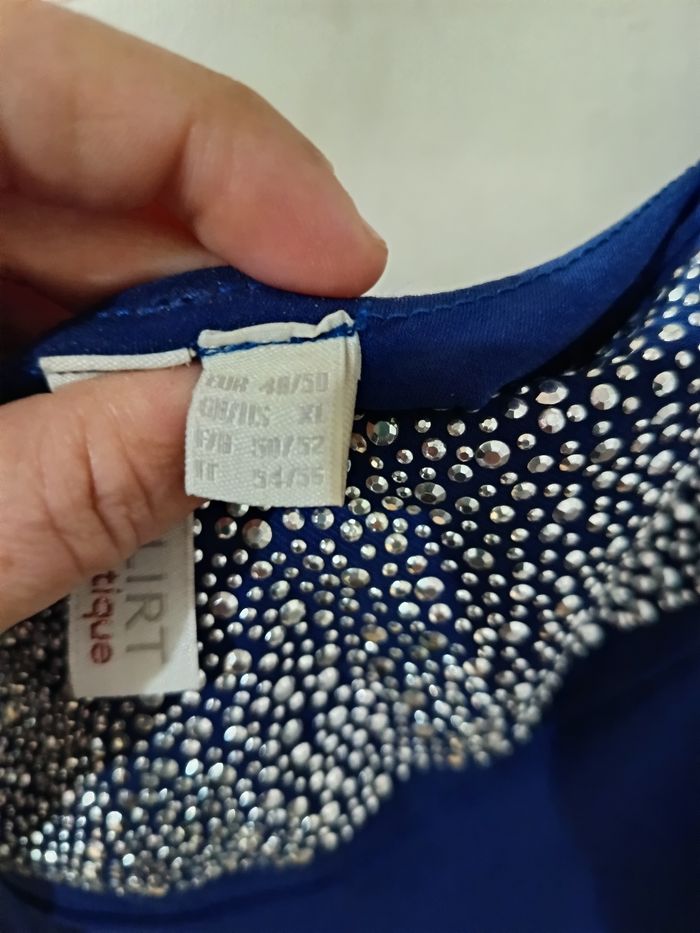 EUR 48/50
GB/US XL
F/B 50/52
IT 54/56
tique